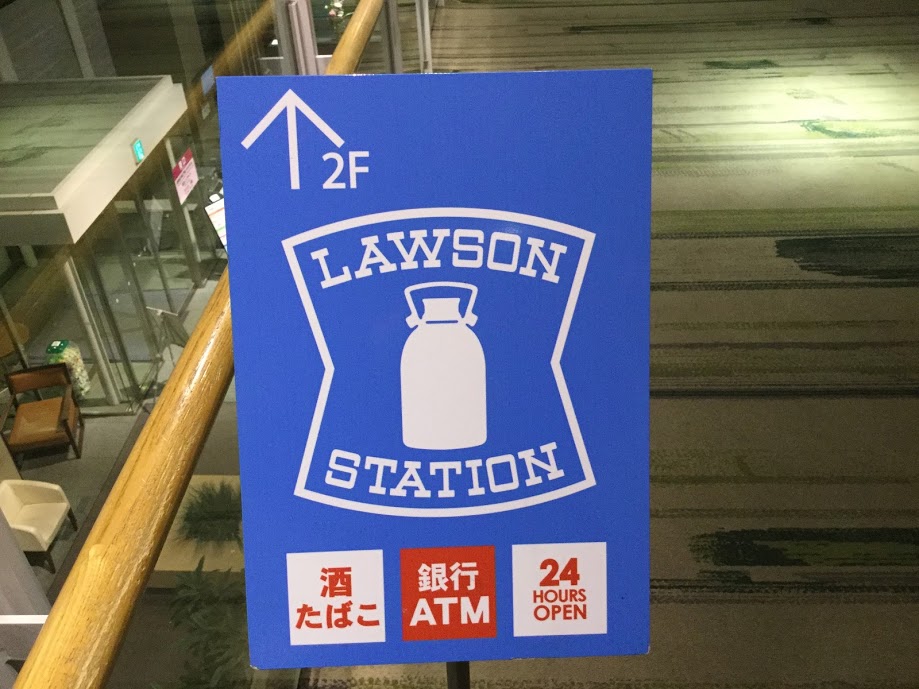 2F
LAWSON
STATION
酒
たばこ
銀行
ATM
24
HOURS
OPEN